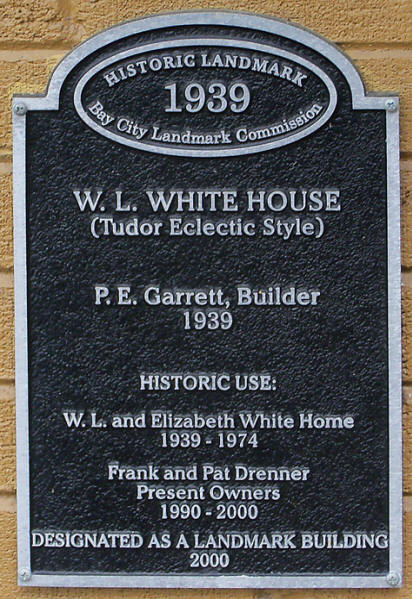 HISTORIC LANDMARK
1939
Bay City Landmark Commission
W. L. WHITE HOUSE
(Tudor Eclectic Style)
P. E. Garrett, Builder
1939
HISTORIC USE:
W. L. and Elizabeth White Home
1939 - 1974
Frank and Pat Drenner
Present Owners
1990 - 2000
DESIGNATED AS A LANDMARK BUILDING
2000